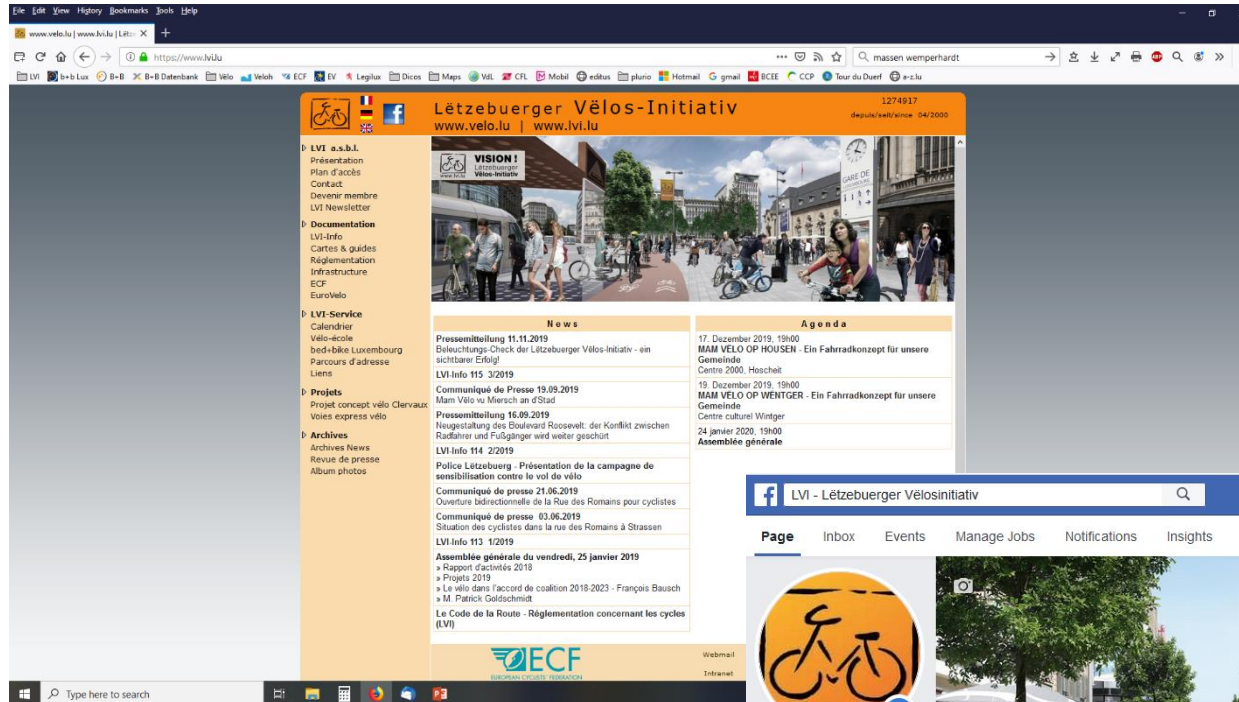 File Edit View History Bookmarks Tools Help
www.velo.lu | www.lvi.lu | Lëtze
https://www.lvi.lu
massen wemperhardt
LVI b+b Lux B+B B+B Datenbank Vëlo Veloh ECF EV Legilux Dicos Maps VdL CFL Mobil editus plurio Hotmail gmail BCEE CCP Tour du Duerf a-z.lu
Lëtzebuerger Vëlos-Initiativ
www.velo.lu | www.lvi.lu
1274917
depuis/seit/since 04/2000
LVI a.s.b.l.
Présentation
Plan d'accès
Contact
Devenir membre
LVI Newsletter
Documentation
LVI-Info
Cartes & guides
Réglementation
Infrastructure
ECF
EuroVelo
LVI-Service
Calendrier
Vélo-école
bed+bike Luxembourg
Parcours d'adresse
Liens
Projets
Projet concept vélo Clervaux
Voies express vélo
Archives
Archives News
Revue de presse
Album photos
VISION !
Lëtzebuerger
Vëlos-Initiativ
www.lvi.lu
GARE DE
News
Pressemitteilung 11.11.2019
Beleuchtungs-Check der Lëtzebuerger Vëlos-Initiativ - ein
sichtbarer Erfolg!
LVI-Info 115 3/2019
Communiqué de Presse 19.09.2019
Mam Vëlo vu Miersch an d'Stad
Pressemitteilung 16.09.2019
Neugestaltung des Boulevard Roosevelt: der Konflikt zwischen
Radfahrer und Fußgänger wird weiter geschürt
LVI-Info 114 2/2019
Police Lëtzebuerg - Présentation de la campagne de
sensibilisation contre le vol de vélo
Communiqué de presse 21.06.2019
Ouverture bidirectionnelle de la Rue des Romains pour cyclistes
Communiqué de presse 03.06.2019
Situation des cyclistes dans la rue des Romains à Strassen
LVI-Info 113 1/2019
Assemblée générale du vendredi, 25 janvier 2019
» Rapport d'activités 2018
» Projets 2019
» Le vélo dans l'accord de coalition 2018-2023 - François Bausch
» M. Patrick Goldschmidt
Le Code de la Route - Réglementation concernant les cycles
(LVI)
Agenda
17. Dezember 2019, 19h00
MAM VËLO OP HOUSEN - Ein Fahrradkonzept für unsere
Gemeinde
Centre 2000, Hoscheit
19. Dezember 2019, 19h00
MAM VËLO OP WËNTGER - Ein Fahrradkonzept für unsere
Gemeinde
Centre culturel Wintger
24 janvier 2020, 19h00
Assemblée générale
ECF
EUROPEAN CYCLISTS' FEDERATION
Webmail
Intranet
LVI - Lëtzebuerger Vëlosinitiativ
Page Inbox Events Manage Jobs Notifications Insights
Type here to search